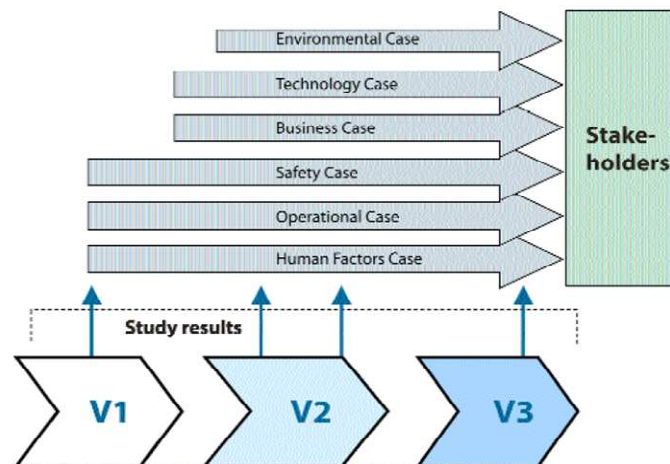 Environmental Case
Technology Case
Business Case
Safety Case
Operational Case
Human Factors Case
Stake-
holders
Study results
V1
V2
V3